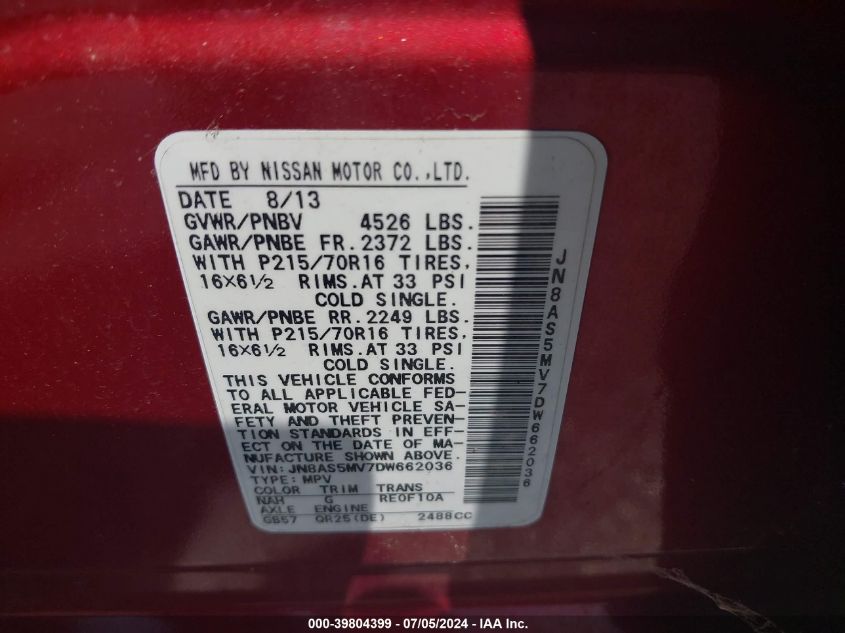 MFD BY NISSAN MOTOR CO.,LTD.
DATE 8/13
GVWR/PNBV 4526 LBS.
GAWR/PNBE FR. 2372 LBS.
WITH P215/70R16 TIRES,
16×6½ RIMS.AT 33 PSI
COLD SINGLE.
GAWR/PNBE RR. 2249 LBS.
WITH P215/70R16 TIRES,
16×6½ RIMS.AT 33 PSI
COLD SINGLE.
THIS VEHICLE CONFORMS
TO ALL APPLICABLE FED-
ERAL MOTOR VEHICLE SA-
FETY AND THEFT PREVEN-
TION STANDARDS IN EFF-
ECT ON THE DATE OF MA-
NUFACTURE SHOWN ABOVE.
VIN: JN8AS5MV7DW662036
TYPE: MPV
COLOR TRIM TRANS
NAH G RE0F10A
AXLE ENGINE
GB57 QR25(DE) 2488CC
JN8AS5MV7DW662036
000-39804399 - 07/05/2024 - IAA Inc.